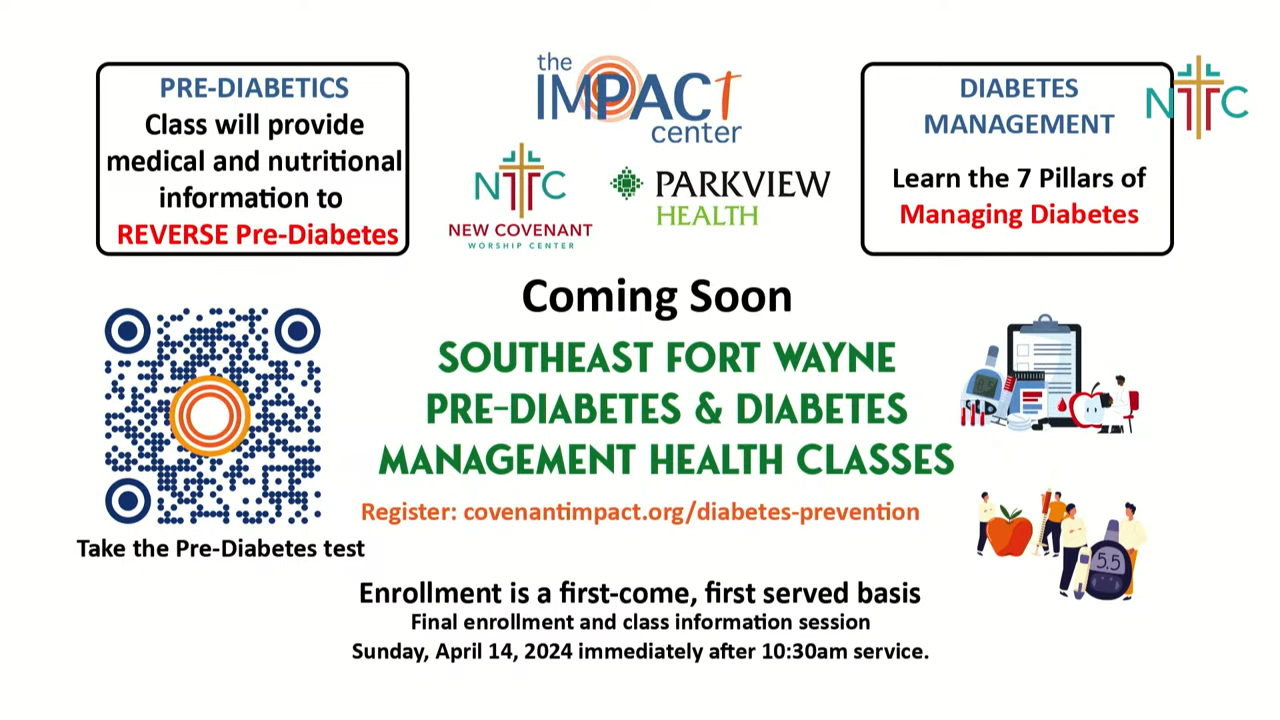 PRE-DIABETICS
Class will provide
medical and nutritional
information to
REVERSE Pre-Diabetes
the
IMPACt
center
NTTC
NEW COVENANT
WORSHIP CENTER
PARKVIEW
HEALTH
DIABETES
MANAGEMENT
Learn the 7 Pillars of
Managing Diabetes
NTTC
Coming Soon
SOUTHEAST FORT WAYNE
PRE-DIABETES & DIABETES
MANAGEMENT HEALTH CLASSES
Register: covenantimpact.org/diabetes-prevention
Take the Pre-Diabetes test
8.5
5.5
Enrollment is a first-come, first served basis
Final enrollment and class information session
Sunday, April 14, 2024 immediately after 10:30am service.